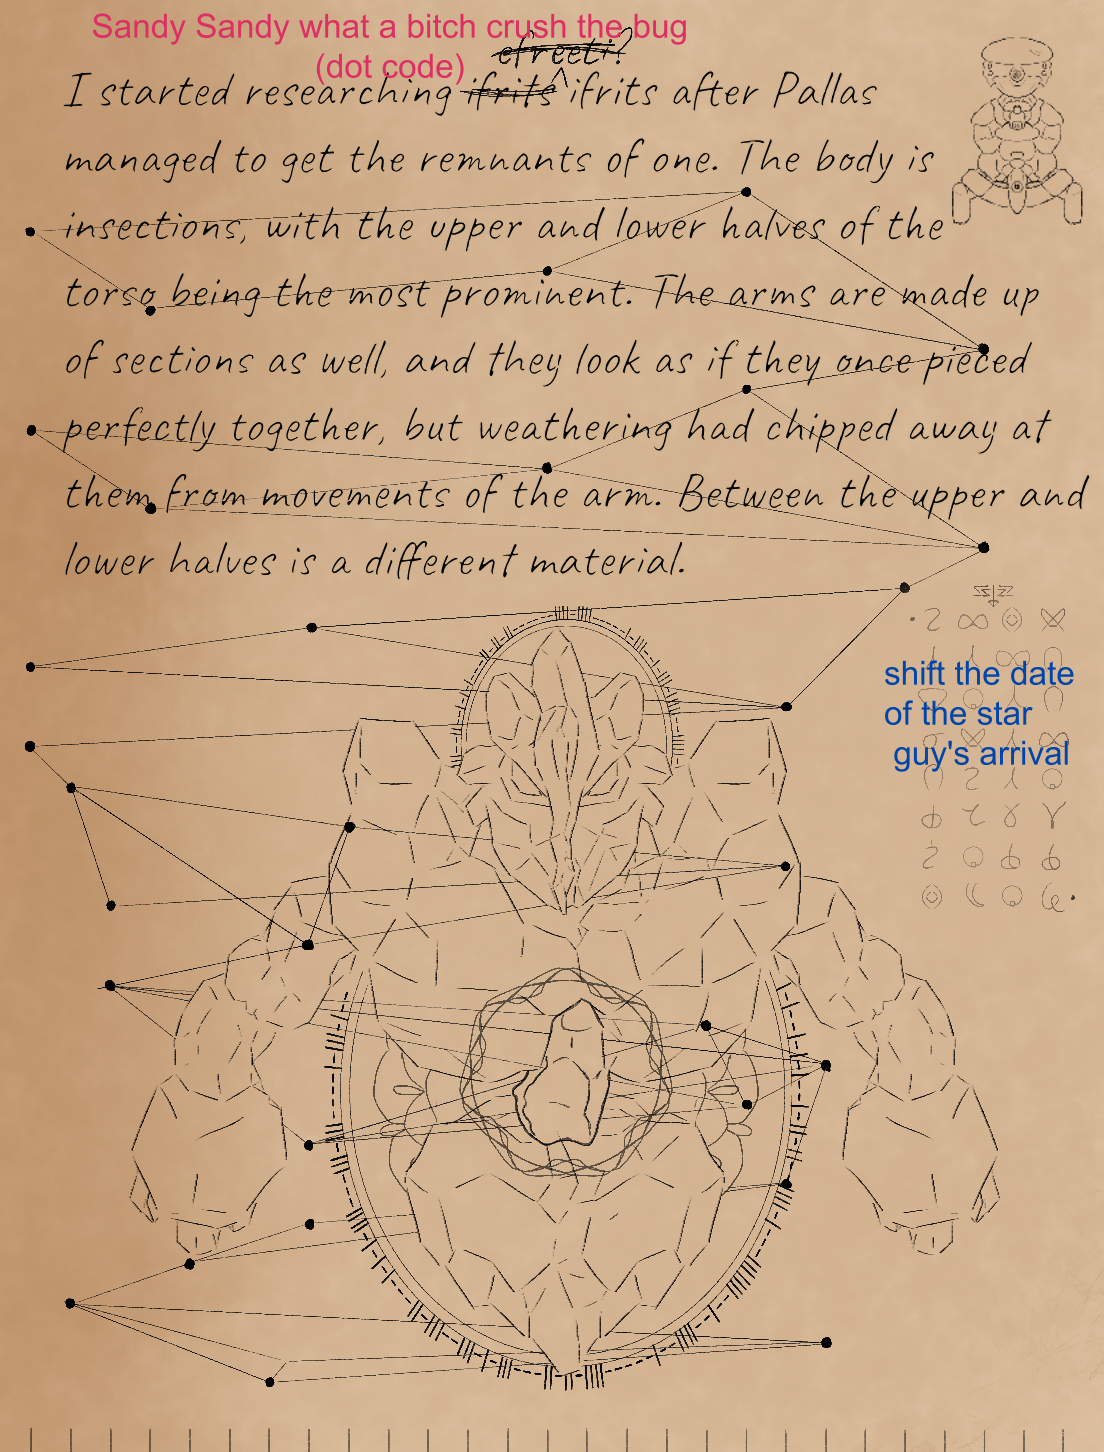 Sandy Sandy what a bitch crush the bug
(dot code)
efreeti?
I started researching ifrits ifrits after Pallas
managed to get the remnants of one. The body is
insections, with the upper and lower halves of the
torso being the most prominent. The arms are made up
of sections as well, and they look as if they once pieced
perfectly together, but weathering had chipped away at
them from movements of the arm. Between the upper and
lower halves is a different material.
shift the date
of the star
guy's arrival